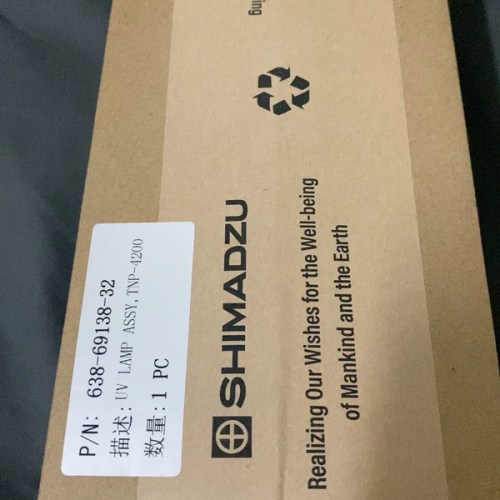 P/N: 638-69138-32
描述:UV LAMP ASSY,TNP-4200
数量:1 PC
SHIMADZU
Realizing Our Wishes for the Well-being
of Mankind and the Earth